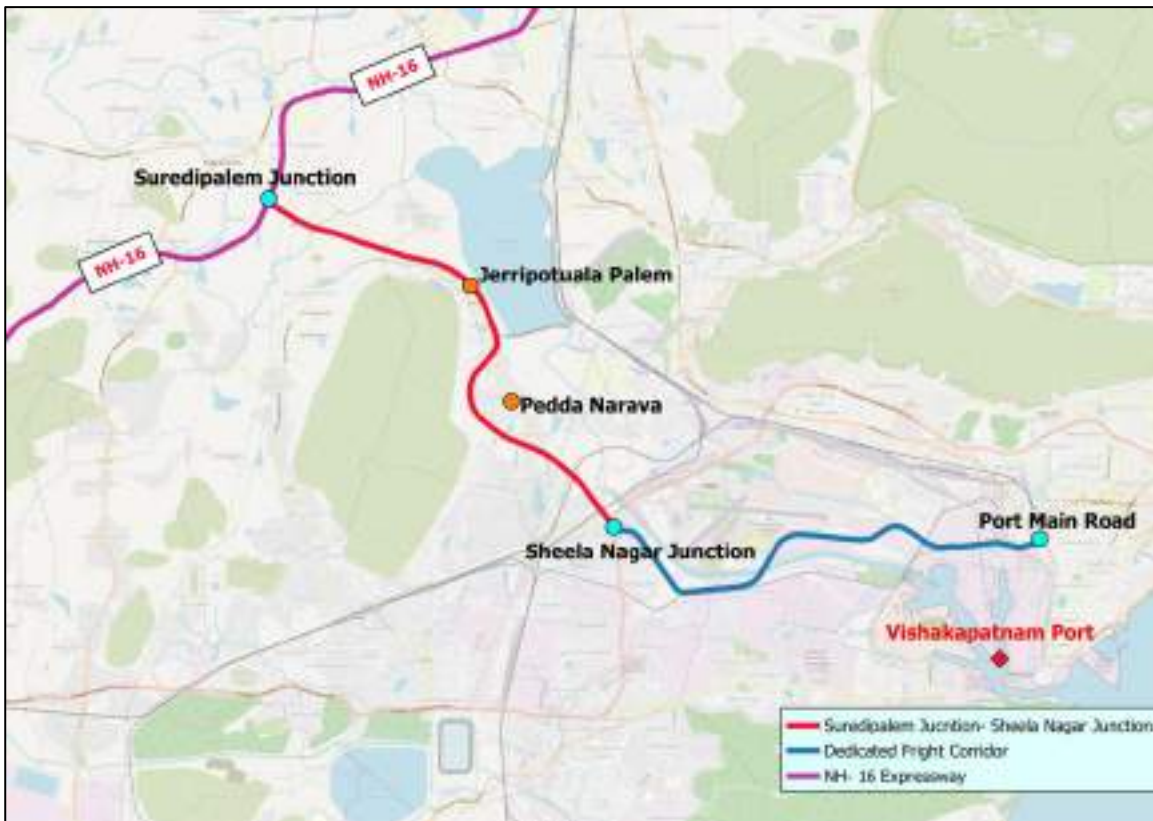 NH-16
Suredipalem Junction
NH-16
Jerripotuala Palem
Pedda Narava
Sheela Nagar Junction
Port Main Road
Vishakapatnam Port
Suredipalem Jucntion- Sheela Nagar Junction
Dedicated Fright Corridor
NH- 16 Expressway